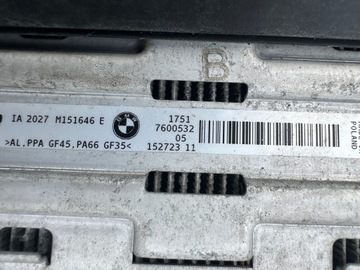 B
IA 2027 M151646 E
1751
7600532
05
>AL,PPA GF45,PA66 GF35<
152723 11
POLAND